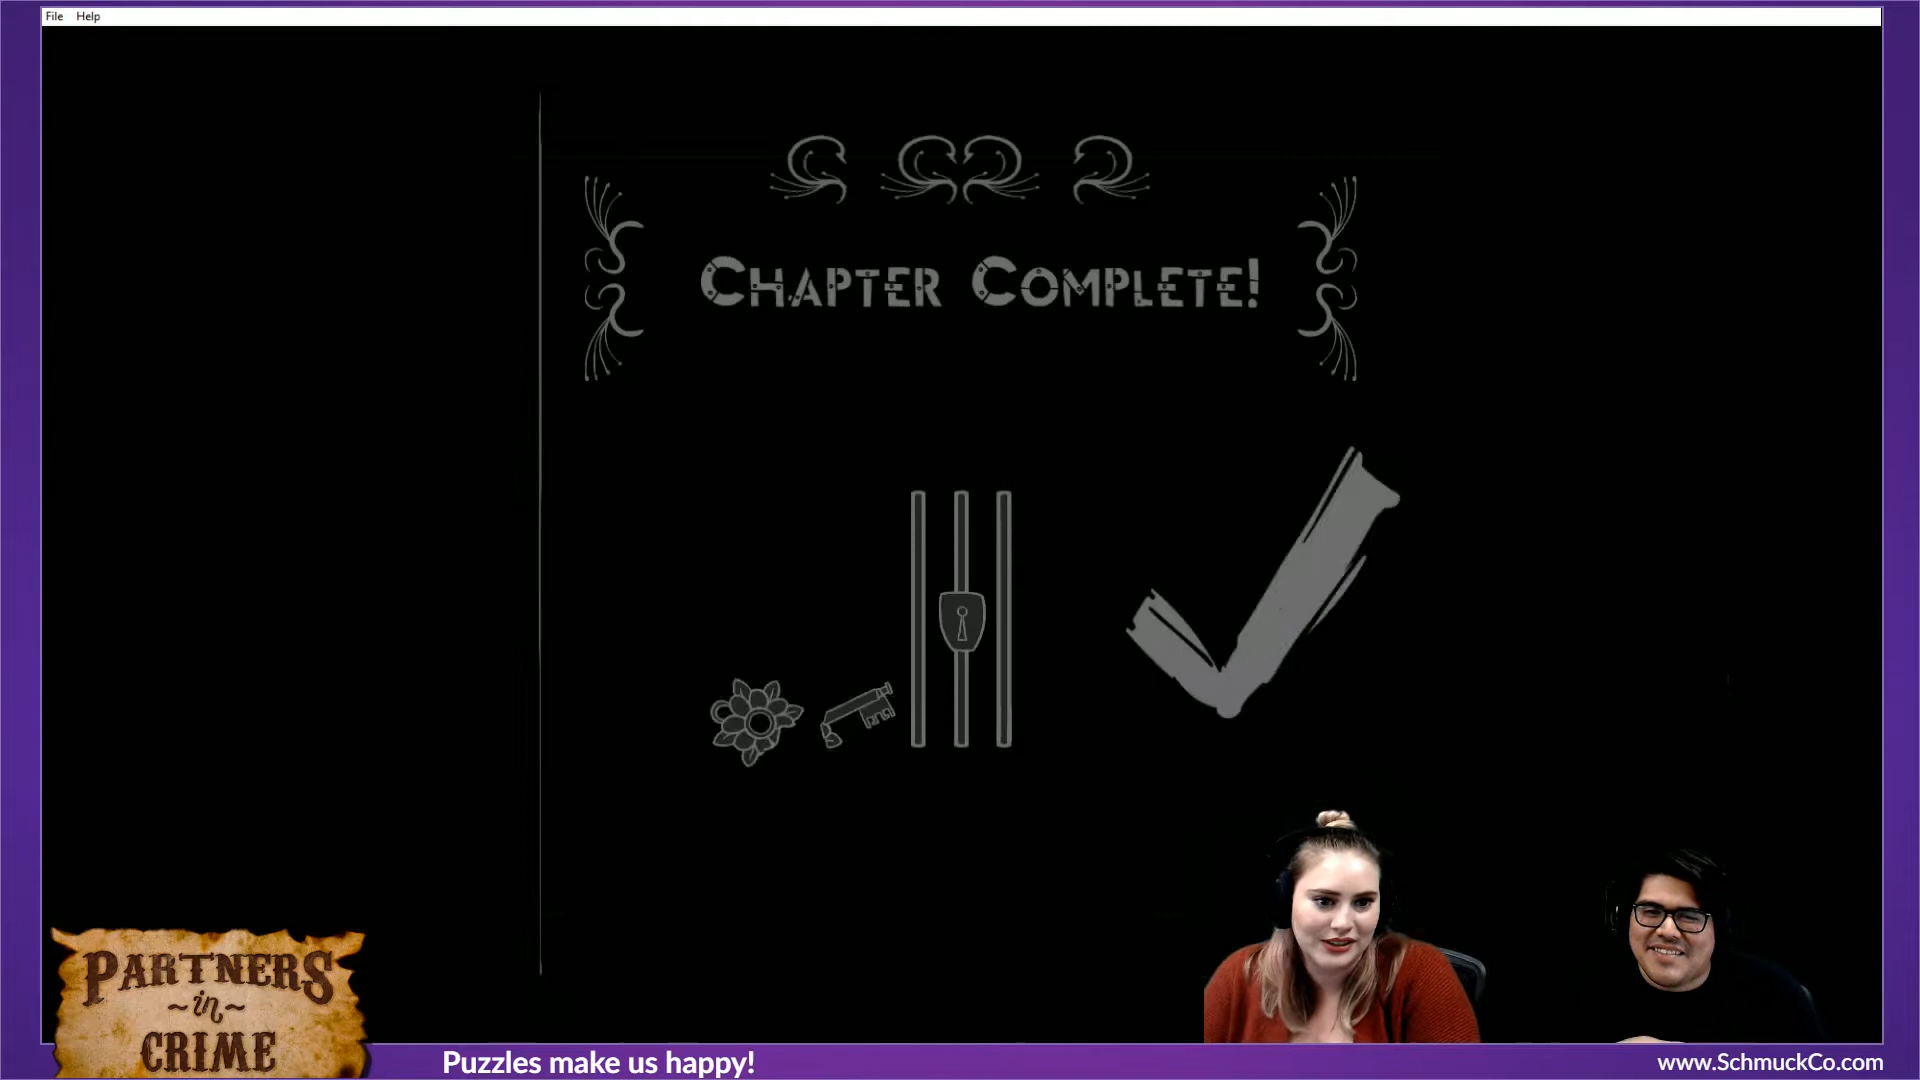 File Help
Chapter Complete!
Partners
~in~
Crime
Puzzles make us happy!
www.SchmuckCo.com